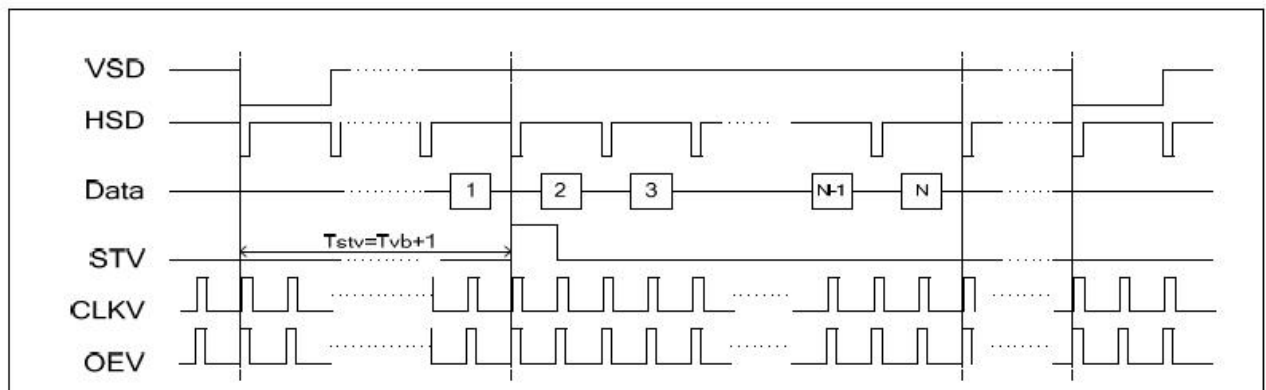 VSD
HSD
Data 1 2 3 N-1 N
Tstv=Tvb+1
STV
CLKV
OEV